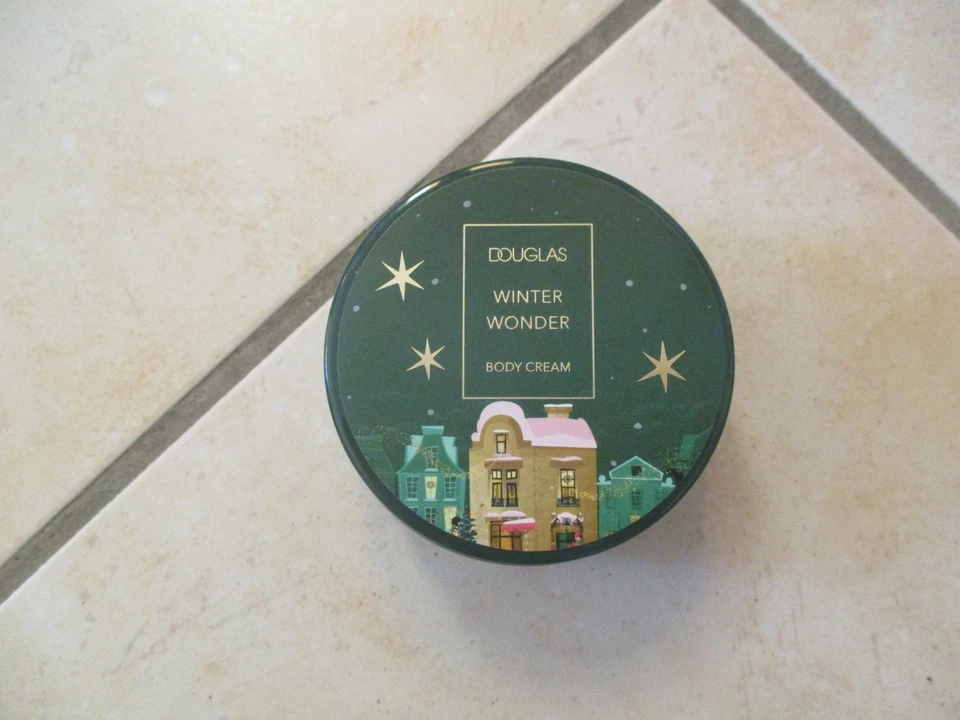 DOUGLAS
WINTER
WONDER
BODY CREAM